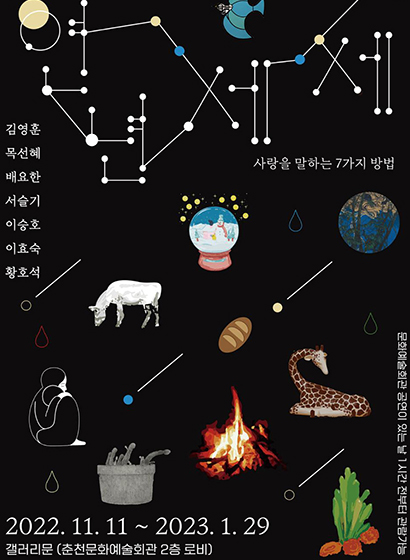 김영훈
목선혜
배요한
서슬기
이승호
이효숙
황호석
사랑을 말하는 7가지 방법
문화예술회관 공연이 있는 날 1시간 전부터 관람가능
2022. 11. 11 ~ 2023. 1. 29
갤러리문 (춘천문화예술회관 2층 로비)